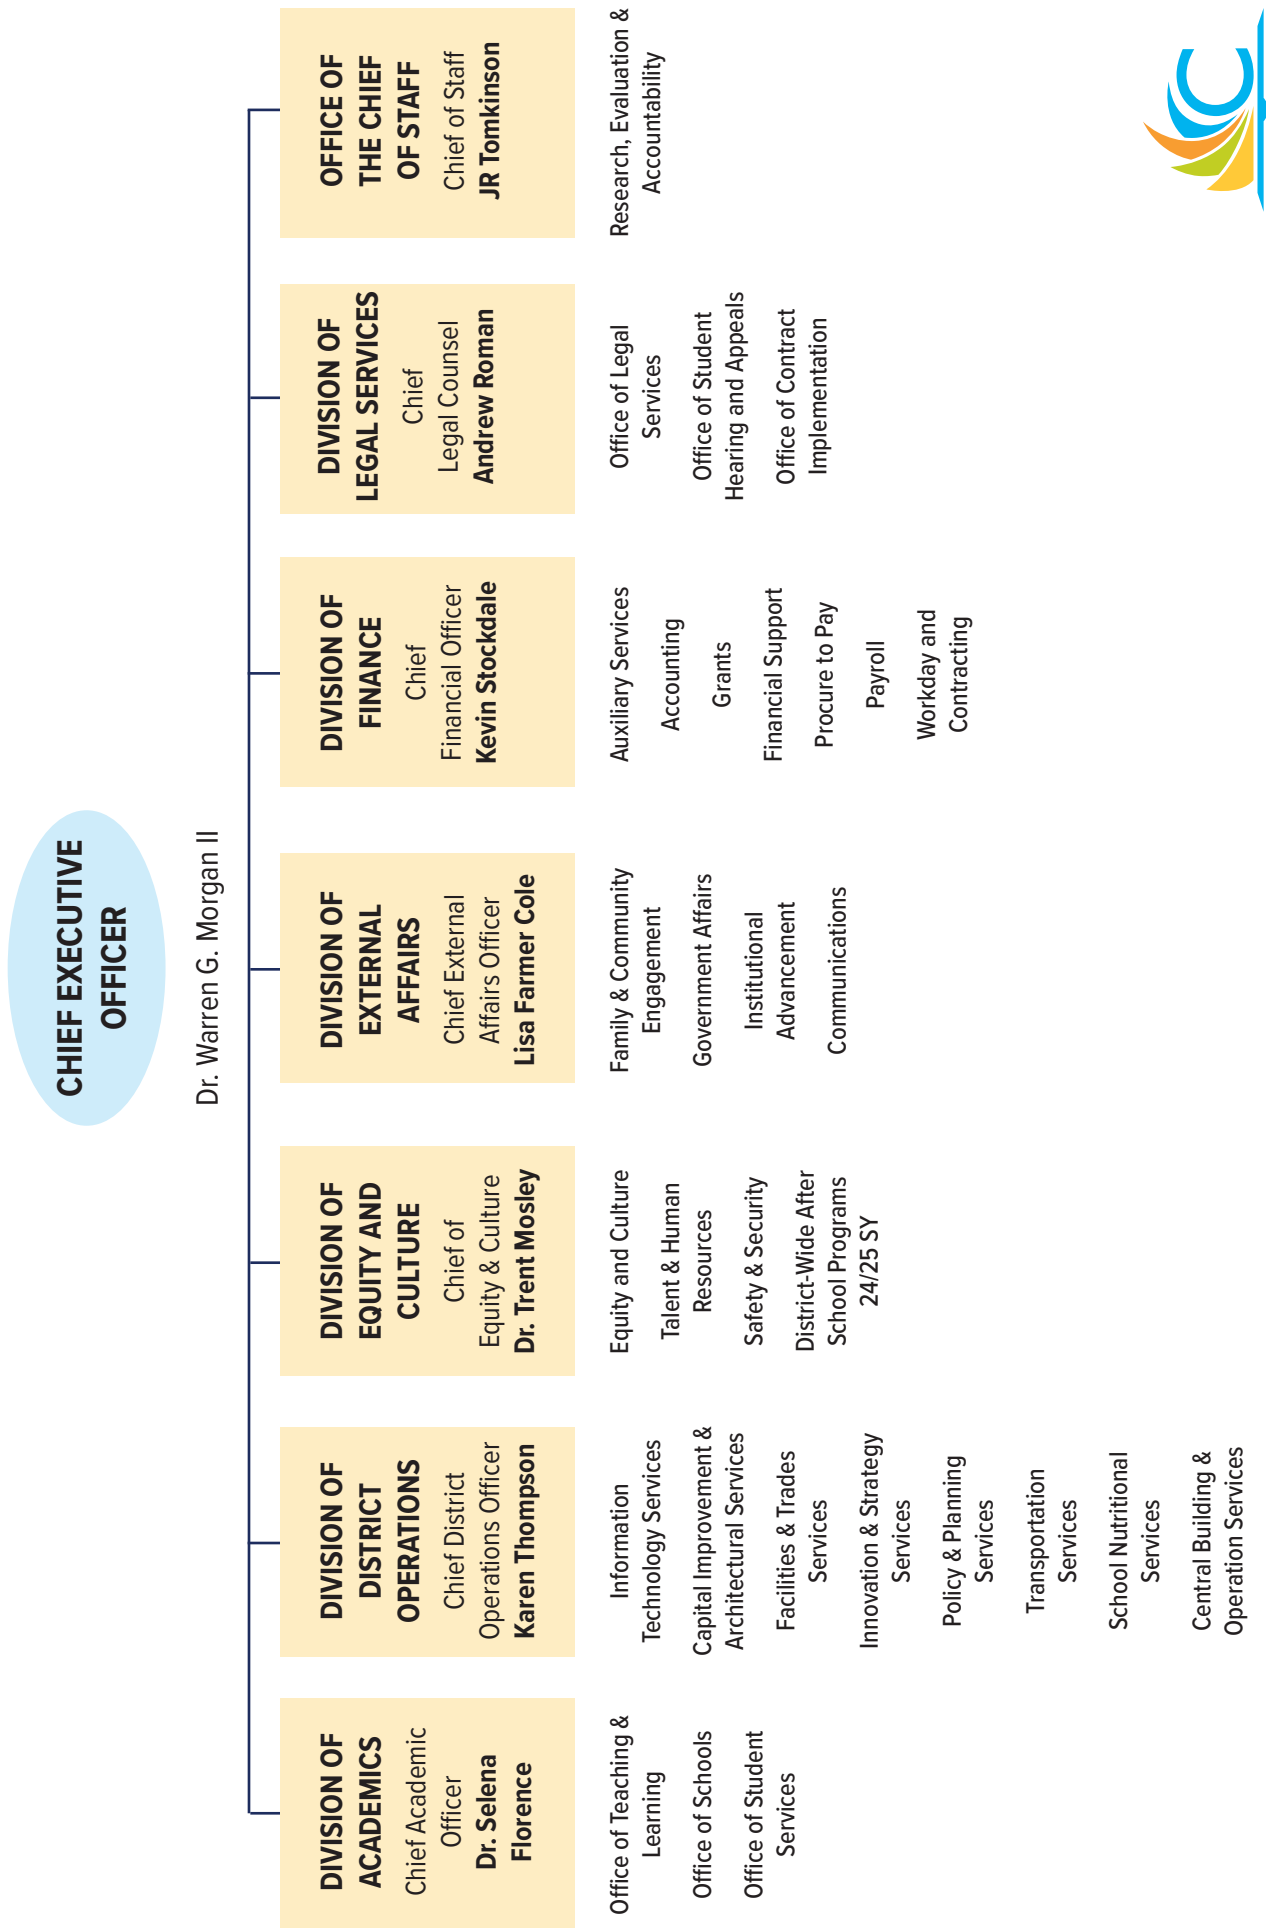 CHIEF EXECUTIVE
OFFICER
Dr. Warren G. Morgan II
DIVISION OF
ACADEMICS
Chief Academic
Officer
Dr. Selena
Florence
Office of Teaching &
Learning
Office of Schools
Office of Student
Services
DIVISION OF
DISTRICT
OPERATIONS
Chief District
Operations Officer
Karen Thompson
Information
Technology Services
Capital Improvement &
Architectural Services
Facilities & Trades
Services
Innovation & Strategy
Services
Policy & Planning
Services
Transportation
Services
School Nutritional
Services
Central Building &
Operation Services
DIVISION OF
EQUITY AND
CULTURE
Chief of
Equity & Culture
Dr. Trent Mosley
Equity and Culture
Talent & Human
Resources
Safety & Security
District-Wide After
School Programs
24/25 SY
DIVISION OF
EXTERNAL
AFFAIRS
Chief External
Affairs Officer
Lisa Farmer Cole
Family & Community
Engagement
Government Affairs
Institutional
Advancement
Communications
DIVISION OF
FINANCE
Chief
Financial Officer
Kevin Stockdale
Auxiliary Services
Accounting
Grants
Financial Support
Procure to Pay
Payroll
Workday and
Contracting
DIVISION OF
LEGAL SERVICES
Chief
Legal Counsel
Andrew Roman
Office of Legal
Services
Office of Student
Hearing and Appeals
Office of Contract
Implementation
OFFICE OF
THE CHIEF
OF STAFF
Chief of Staff
JR Tomkinson
Research, Evaluation &
Accountability